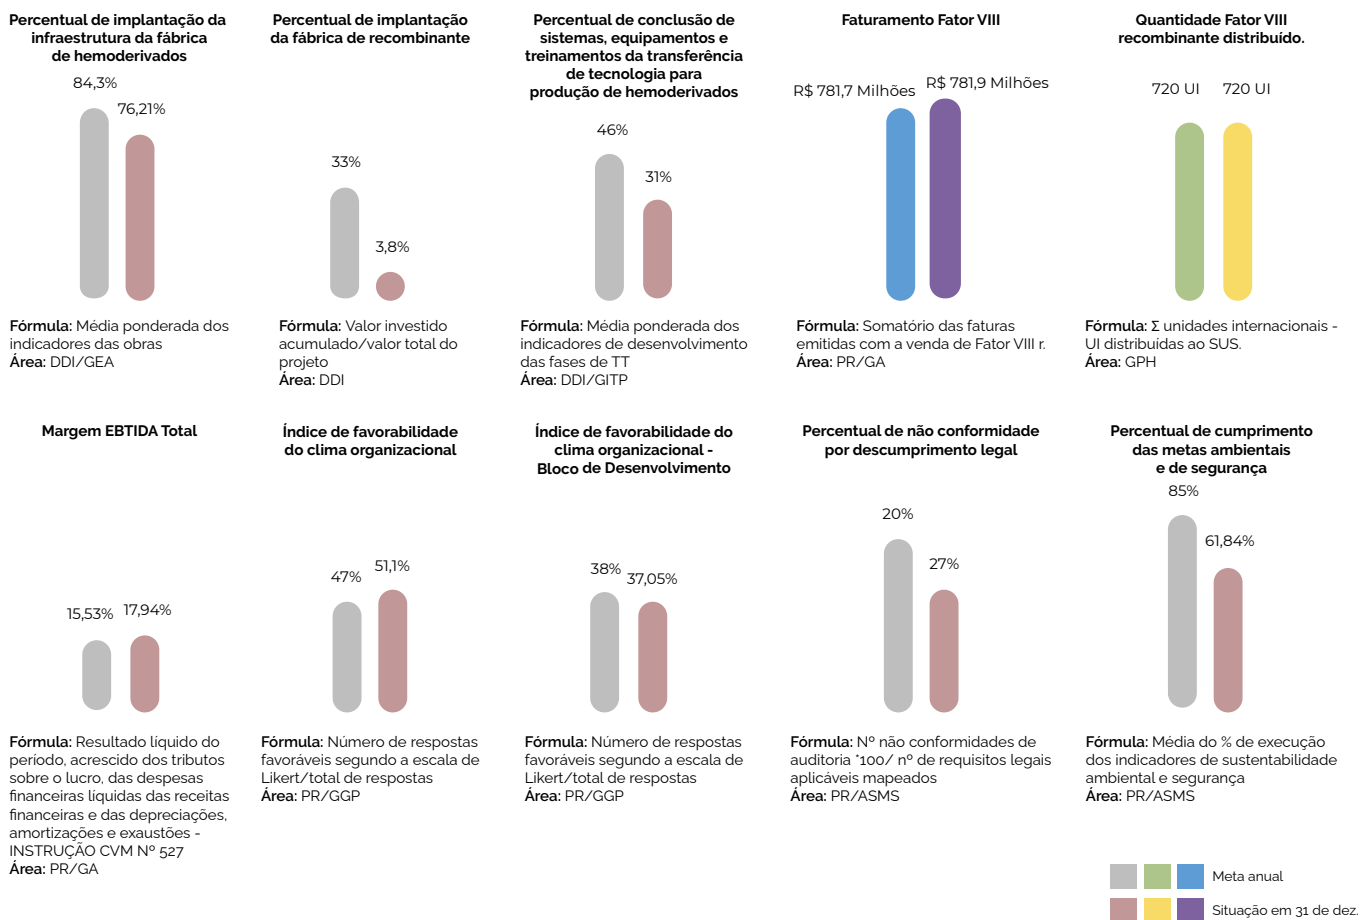 Percentual de implantação da
infraestrutura da fábrica
de hemoderivados
84,3%
76,21%
Fórmula: Média ponderada dos
indicadores das obras
Área: DDI/GEA
Percentual de implantação
da fábrica de recombinante
33%
3,8%
Fórmula: Valor investido
acumulado/valor total do
projeto
Área: DDI
Percentual de conclusão de
sistemas, equipamentos e
treinamentos da transferência
de tecnologia para
produção de hemoderivados
46%
31%
Fórmula: Média ponderada dos
indicadores de desenvolvimento
das fases de TT
Área: DDI/GITP
Faturamento Fator VIII
R$ 781,7 Milhões
R$ 781,9 Milhões
Fórmula: Somatório das faturas
emitidas com a venda de Fator VIII r.
Área: PR/GA
Quantidade Fator VIII
recombinante distribuído.
720 UI
720 UI
Fórmula: Σ unidades internacionais -
UI distribuídas ao SUS.
Área: GPH
Margem EBTIDA Total
15,53%
17,94%
Fórmula: Resultado líquido do
período, acrescido dos tributos
sobre o lucro, das despesas
financeiras líquidas das receitas
financeiras e das depreciações,
amortizações e exaustões -
INSTRUÇÃO CVM Nº 527
Área: PR/GA
Índice de favorabilidade
do clima organizacional
47%
51,1%
Fórmula: Número de respostas
favoráveis segundo a escala de
Likert/total de respostas
Área: PR/GGP
Índice de favorabilidade do
clima organizacional -
Bloco de Desenvolvimento
38%
37,05%
Fórmula: Número de respostas
favoráveis segundo a escala de
Likert/total de respostas
Área: PR/GGP
Percentual de não conformidade
por descumprimento legal
20%
27%
Fórmula: Nº não conformidades de
auditoria *100/ nº de requisitos legais
aplicáveis mapeados
Área: PR/ASMS
Percentual de cumprimento
das metas ambientais
e de segurança
85%
61,84%
Fórmula: Média do % de execução
dos indicadores de sustentabilidade
ambiental e segurança
Área: PR/ASMS
Meta anual
Situação em 31 de dez.